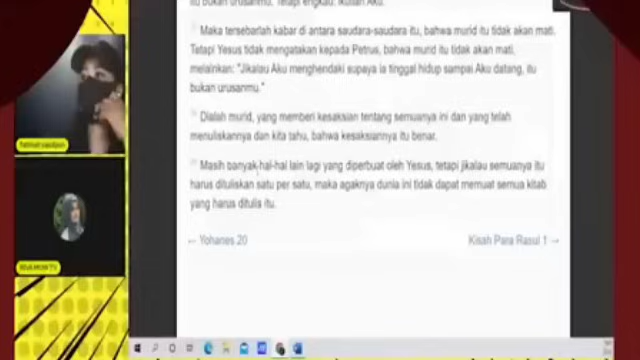 itu bukan urusanmu. Tetapi engkau: ikutlah Aku."
Maka tersebarlah kabar di antara saudara-saudara itu, bahwa murid itu tidak akan mati.
Tetapi Yesus tidak mengatakan kepada Petrus, bahwa murid itu tidak akan mati,
melainkan: "Jikalau Aku menghendaki supaya ia tinggal hidup sampai Aku datang, itu
bukan urusanmu."
Dialah murid, yang memberi kesaksian tentang semuanya ini dan yang telah
menuliskannya dan kita tahu, bahwa kesaksiannya itu benar.
Masih banyak hal-hal lain lagi yang diperbuat oleh Yesus, tetapi jikalau semuanya itu
harus dituliskan satu per satu, maka agaknya dunia ini tidak dapat memuat semua kitab
yang harus ditulis itu.
← Yohanes 20
Kisah Para Rasul 1 →